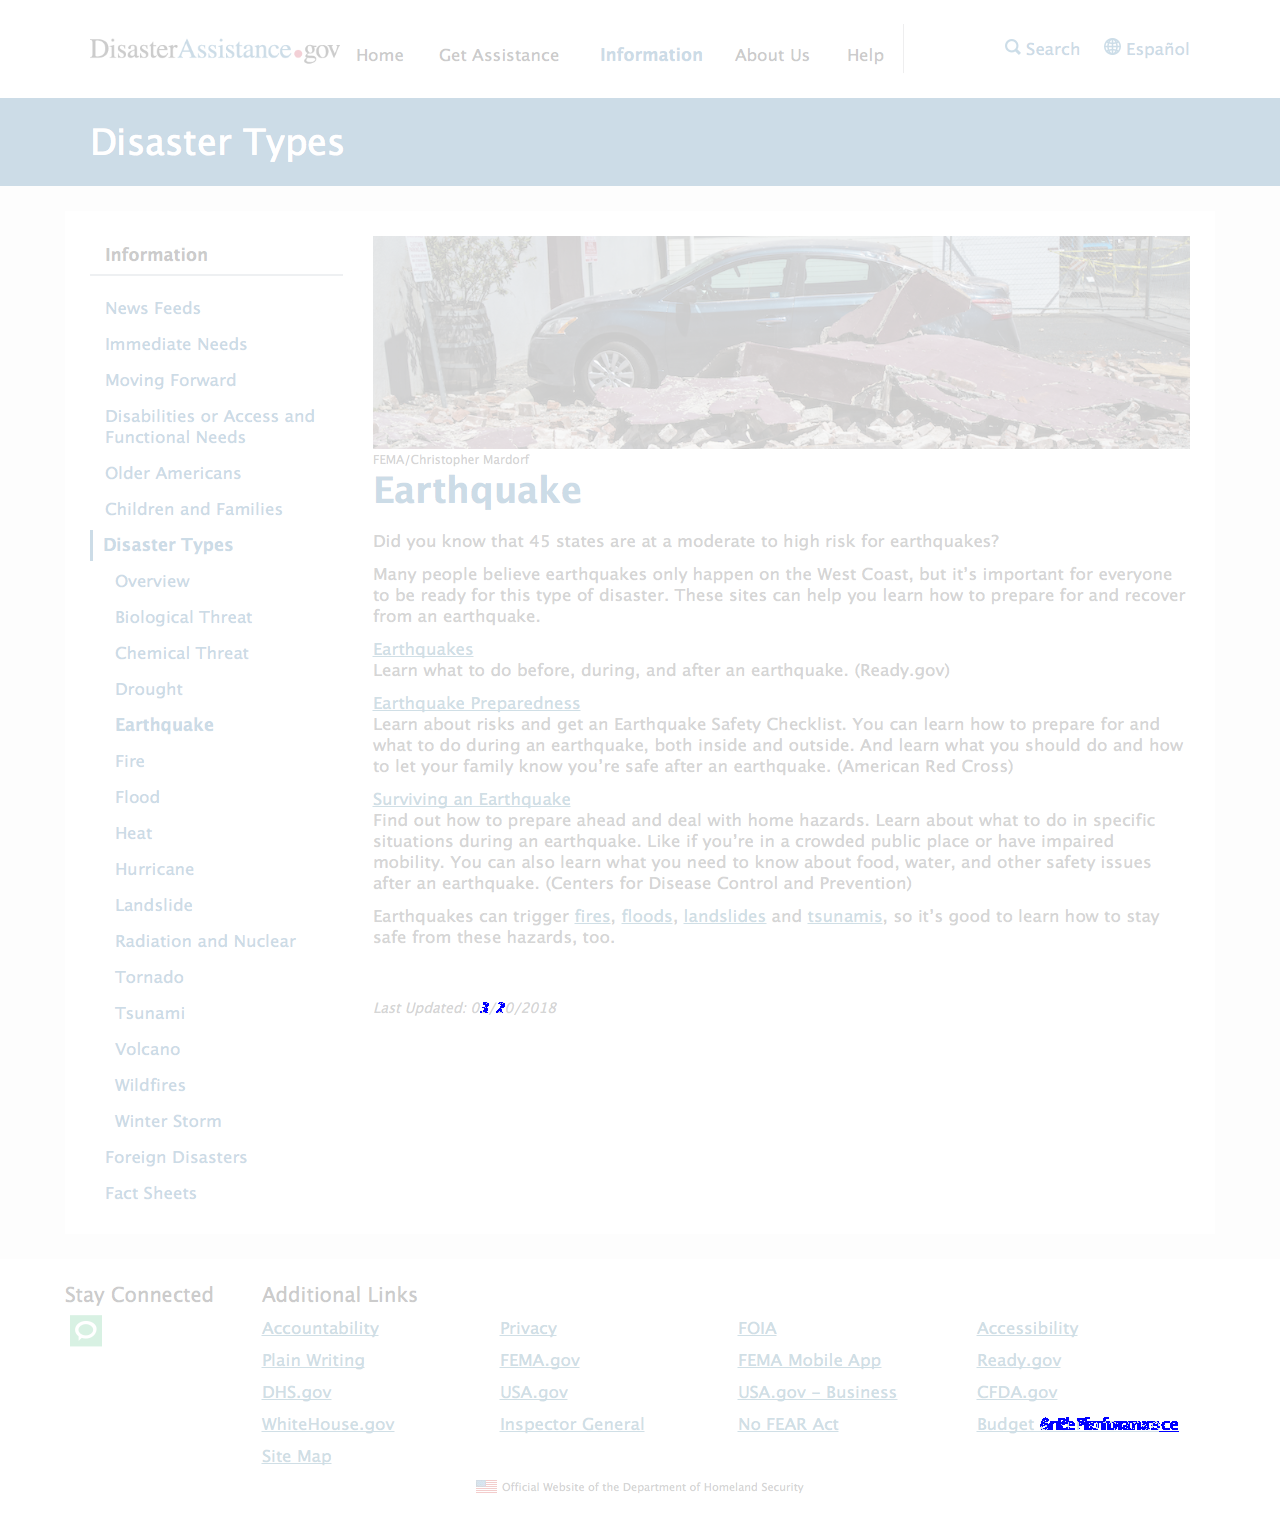 DisasterAssistance.gov
Home Get Assistance Information About Us Help
Search Español
Disaster Types
Information
News Feeds
Immediate Needs
Moving Forward
Disabilities or Access and
Functional Needs
Older Americans
Children and Families
Disaster Types
Overview
Biological Threat
Chemical Threat
Drought
Earthquake
Fire
Flood
Heat
Hurricane
Landslide
Radiation and Nuclear
Tornado
Tsunami
Volcano
Wildfires
Winter Storm
Foreign Disasters
Fact Sheets
FEMA/Christopher Mardorf
Earthquake
Did you know that 45 states are at a moderate to high risk for earthquakes?
Many people believe earthquakes only happen on the West Coast, but it's important for everyone
to be ready for this type of disaster. These sites can help you learn how to prepare for and recover
from an earthquake.
Earthquakes
Learn what to do before, during, and after an earthquake. (Ready.gov)
Earthquake Preparedness
Learn about risks and get an Earthquake Safety Checklist. You can learn how to prepare for and
what to do during an earthquake, both inside and outside. And learn what you should do and how
to let your family know you're safe after an earthquake. (American Red Cross)
Surviving an Earthquake
Find out how to prepare ahead and deal with home hazards. Learn about what to do in specific
situations during an earthquake. Like if you're in a crowded public place or have impaired
mobility. You can also learn what you need to know about food, water, and other safety issues
after an earthquake. (Centers for Disease Control and Prevention)
Earthquakes can trigger fires, floods, landslides and tsunamis, so it's good to learn how to stay
safe from these hazards, too.
Last Updated:
Stay Connected
Additional Links
Accountability Privacy FOIA Accessibility
Plain Writing FEMA.gov FEMA Mobile App Ready.gov
DHS.gov USA.gov USA.gov – Business CFDA.gov
WhiteHouse.gov Inspector General No FEAR Act Budget
Site Map
Official Website of the Department of Homeland Security